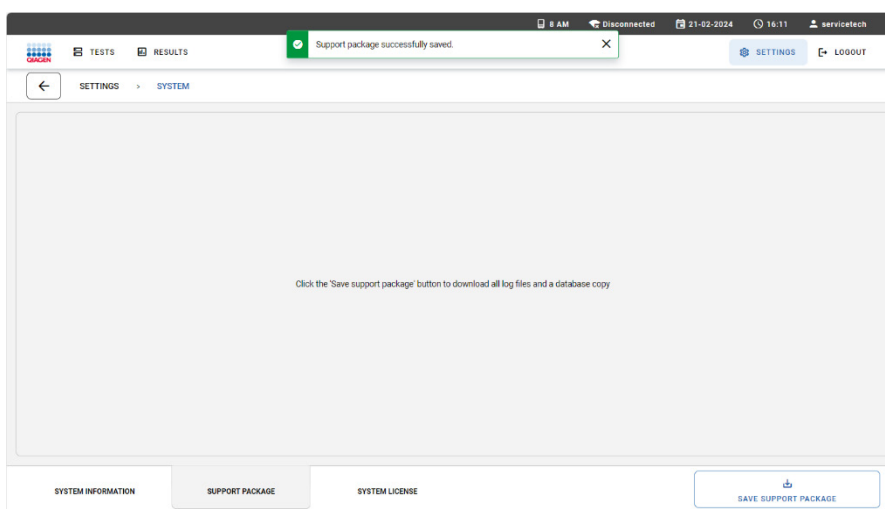 8 AM Disconnected 21-02-2024 16:11 servicetech
QIAGEN TESTS RESULTS Support package successfully saved. SETTINGS LOGOUT
SETTINGS > SYSTEM
Click the 'Save support package' button to download all log files and a database copy
SYSTEM INFORMATION SUPPORT PACKAGE SYSTEM LICENSE
SAVE SUPPORT PACKAGE